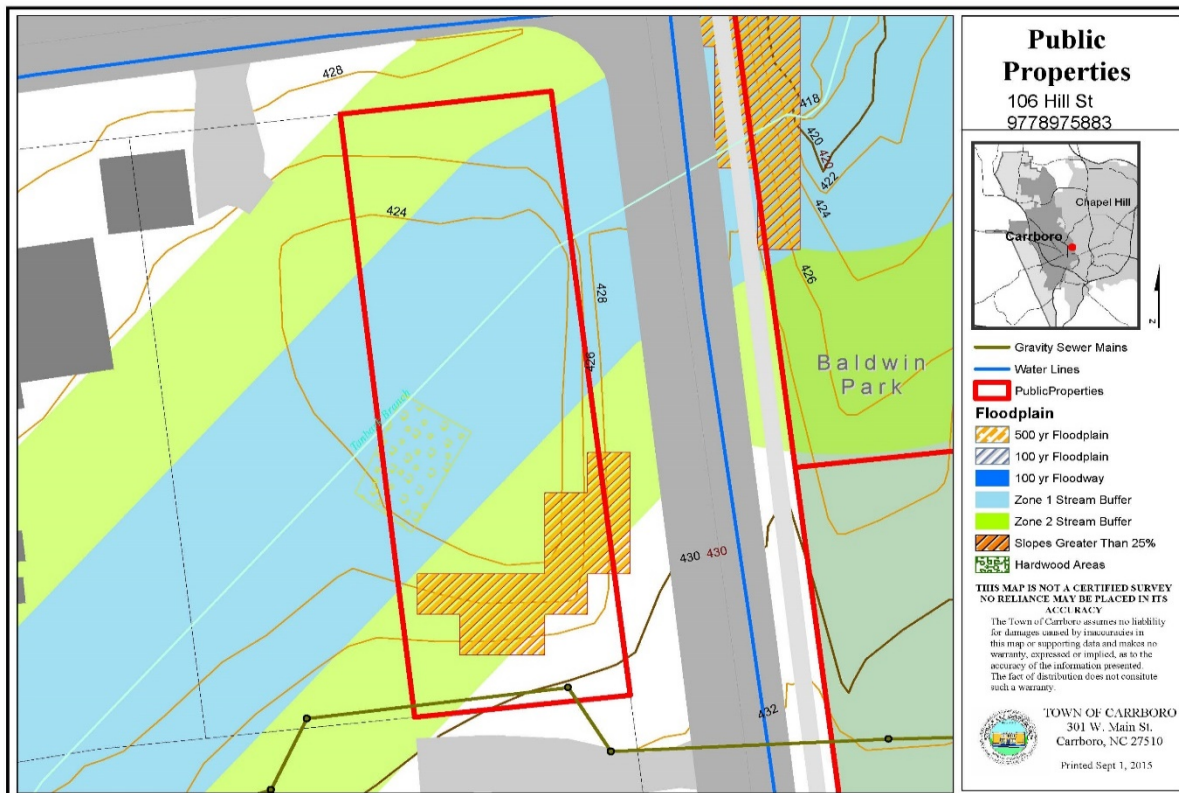 428
424
428
426
Tanbark Branch
418
420
420
422
424
426
Baldwin
Park
430 430
432
Public
Properties
106 Hill St
9778975883
Chapel Hill
Carrboro
N
Gravity Sewer Mains
Water Lines
PublicProperties
Floodplain
500 yr Floodplain
100 yr Floodplain
100 yr Floodway
Zone 1 Stream Buffer
Zone 2 Stream Buffer
Slopes Greater Than 25%
Hardwood Areas
THIS MAP IS NOT A CERTIFIED SURVEY
NO RELIANCE MAY BE PLACED IN ITS
ACCURACY
The Town of Carrboro assumes no liability
for damages caused by inaccuracies in
this map or supporting data and makes no
warranty, expressed or implied, as to the
accuracy of the information presented.
The fact of distribution does not consitute
such a warranty.
TOWN OF CARRBORO
301 W. Main St.
Carrboro, NC 27510
Printed Sept 1, 2015